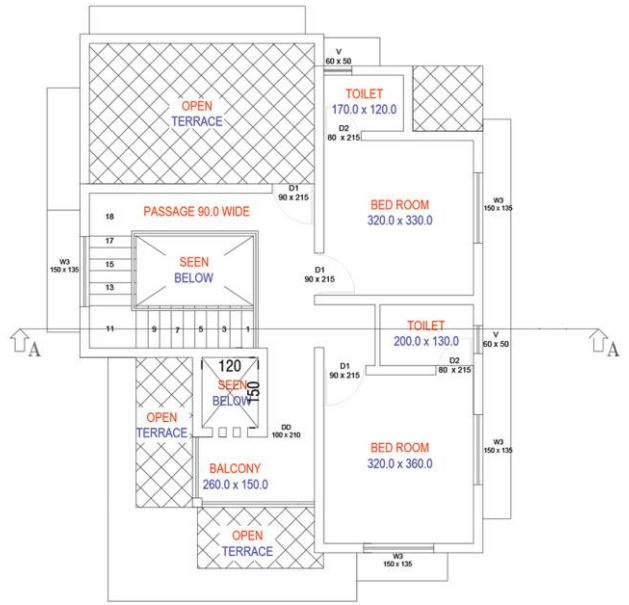 V
60 x 50
TOILET
170.0 x 120.0
OPEN
TERRACE
D2
80 x 215
D1
90 x 215
BED ROOM
320.0 x 330.0
W3
150 x 135
18
PASSAGE 90.0 WIDE
17
15
13
11
W3
150 x 135
SEEN
BELOW
D1
90 x 215
9
7
5
3
1
TOILET
200.0 x 130.0
V
60 x 50
A
A
120
150
SEEN
BELOW
D1
90 x 215
D2
80 x 215
OPEN
TERRACE
DD
100 x 210
BED ROOM
320.0 x 360.0
W3
150 x 135
BALCONY
260.0 x 150.0
OPEN
TERRACE
W3
150 x 135